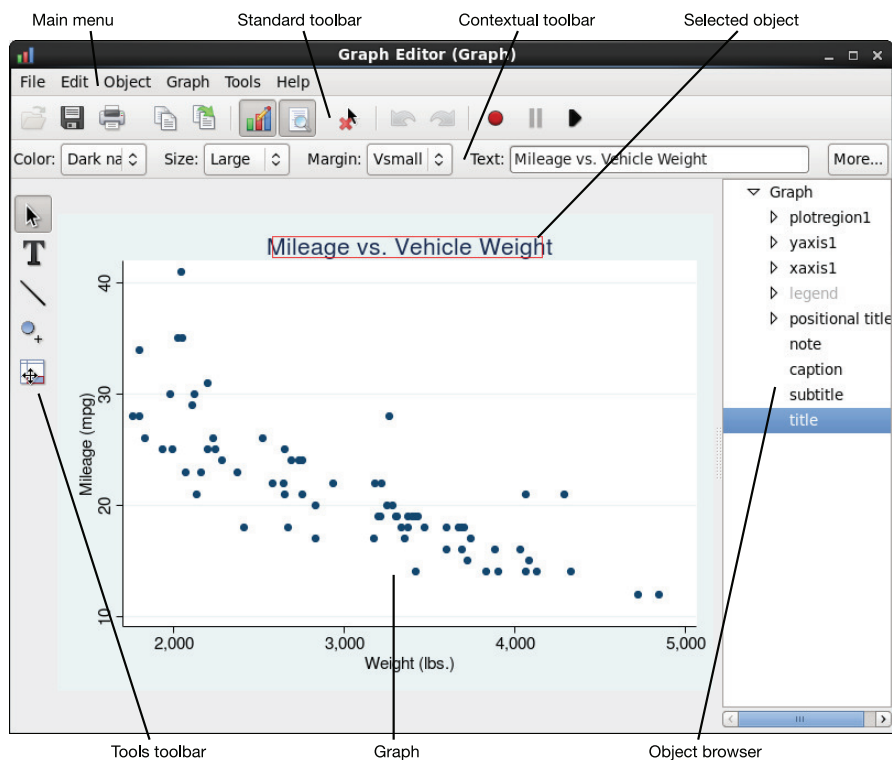 Main menu
Standard toolbar
Contextual toolbar
Selected object
Graph Editor (Graph)
File Edit Object Graph Tools Help
Color: Dark na Size: Large Margin: Vsmall Text: Mileage vs. Vehicle Weight More...
Graph
plotregion1
yaxis1
xaxis1
legend
positional title
note
caption
subtitle
title
T
Mileage vs. Vehicle Weight
Mileage (mpg)
40
30
20
10
2,000 3,000 4,000 5,000
Weight (lbs.)
Tools toolbar
Graph
Object browser